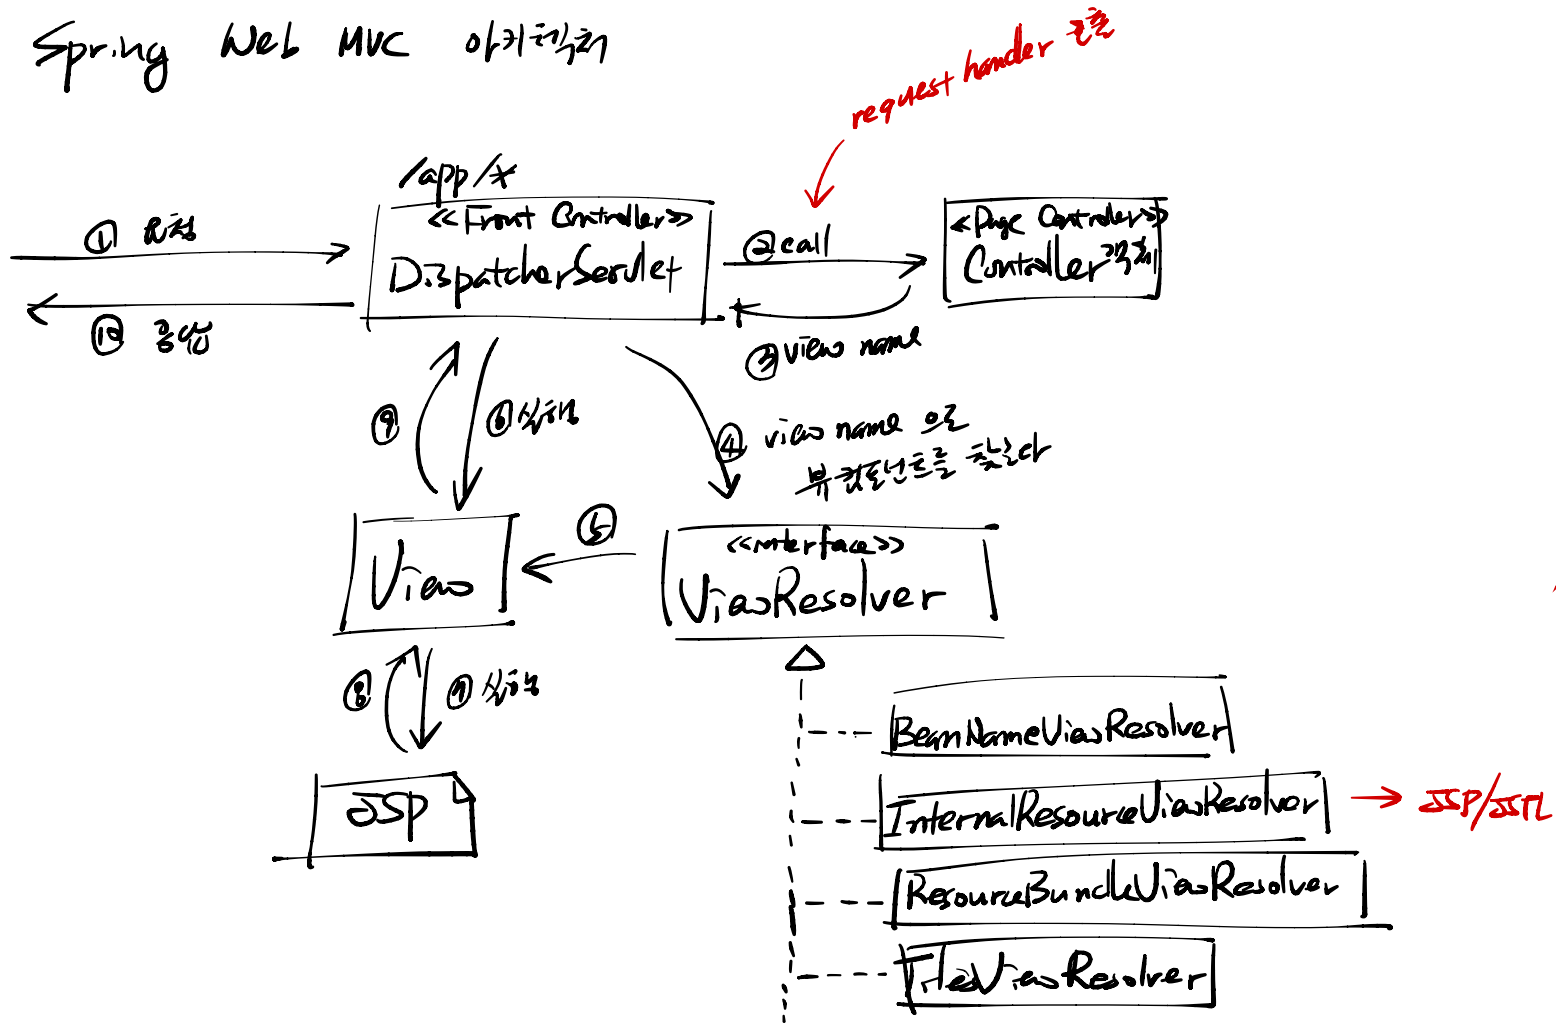 Spring Web MVC 아키텍처
request hander 호출
/app/*
<<Front Controller>>
DispatcherServlet
① 요청
⑩ 응답
② call
<<Page Controller>>
Controller 객체
③ view name
⑨
⑥ 실행
④ view name 으로
뷰 컴포넌트를 찾는다
⑤
View
<<interface>>
ViewResolver
⑧
⑦ 실행
JSP
BeanNameViewResolver
InternalResourceViewResolver
JSP/JSTL
ResourceBundleViewResolver
TilesViewResolver